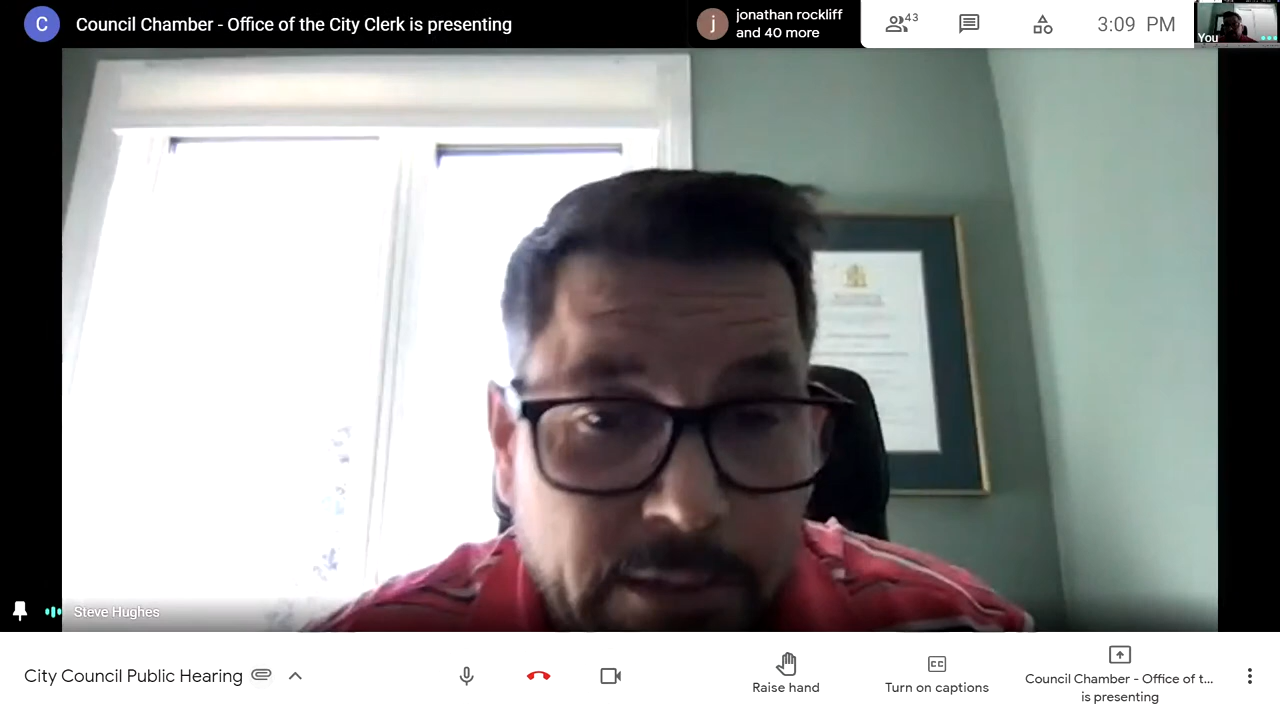 C
Council Chamber - Office of the City Clerk is presenting
j
jonathan rockliff
and 40 more
43
3:09 PM
You
Steve Hughes
City Council Public Hearing
Raise hand
CC
Turn on captions
Council Chamber - Office of t...
is presenting